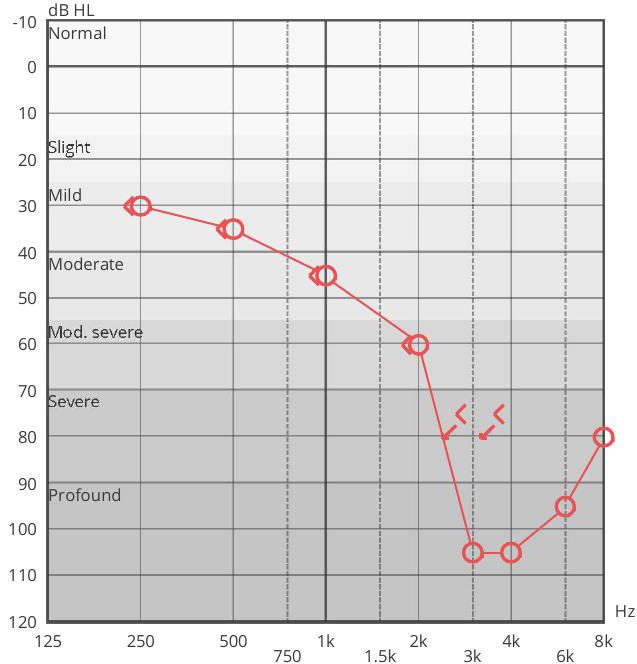 dB HL
-10
Normal
0
10
Slight
20
Mild
30
40
Moderate
50
Mod. severe
60
70
Severe
80
90
Profound
100
110
120
Hz
125 250 500 1k 2k 4k 8k
750 1.5k 3k 6k